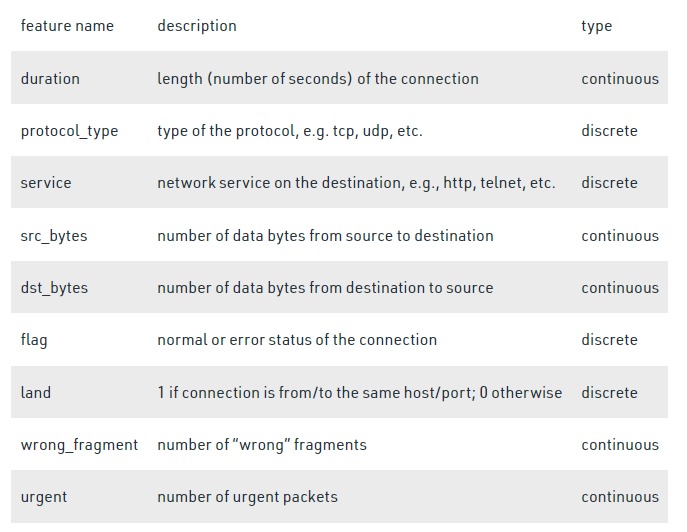 feature name description type
duration length (number of seconds) of the connection continuous
protocol_type type of the protocol, e.g. tcp, udp, etc. discrete
service network service on the destination, e.g., http, telnet, etc. discrete
src_bytes number of data bytes from source to destination continuous
dst_bytes number of data bytes from destination to source continuous
flag normal or error status of the connection discrete
land 1 if connection is from/to the same host/port; 0 otherwise discrete
wrong_fragment number of “wrong” fragments continuous
urgent number of urgent packets continuous